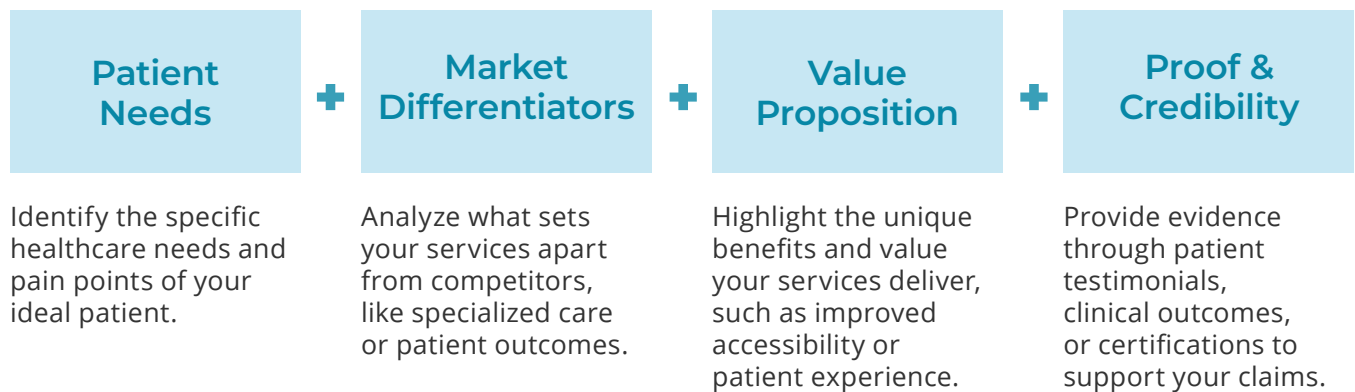 Patient
Needs
Market
Differentiators
Value
Proposition
Proof &
Credibility
Identify the specific
healthcare needs and
pain points of your
ideal patient.
Analyze what sets
your services apart
from competitors,
like specialized care
or patient outcomes.
Highlight the unique
benefits and value
your services deliver,
such as improved
accessibility or
patient experience.
Provide evidence
through patient
testimonials,
clinical outcomes,
or certifications to
support your claims.